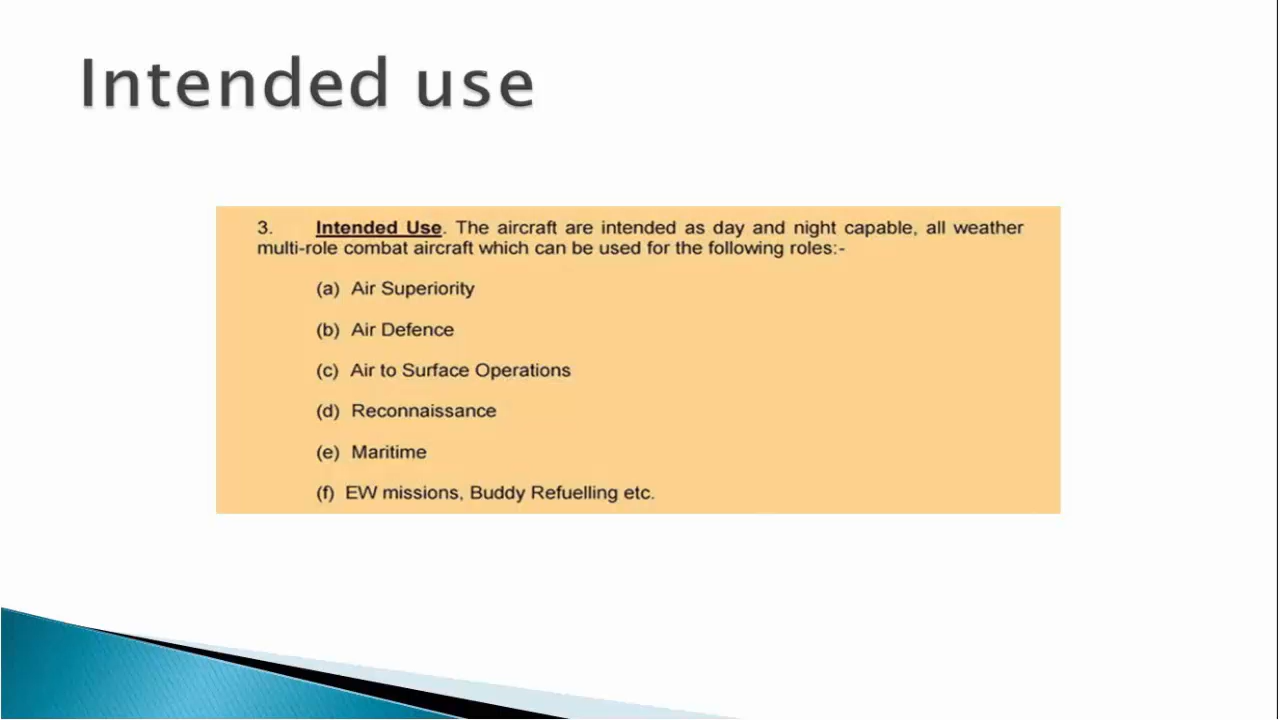 Intended use
3. Intended Use. The aircraft are intended as day and night capable, all weather
multi-role combat aircraft which can be used for the following roles:-
(a) Air Superiority
(b) Air Defence
(c) Air to Surface Operations
(d) Reconnaissance
(e) Maritime
(f) EW missions, Buddy Refuelling etc.